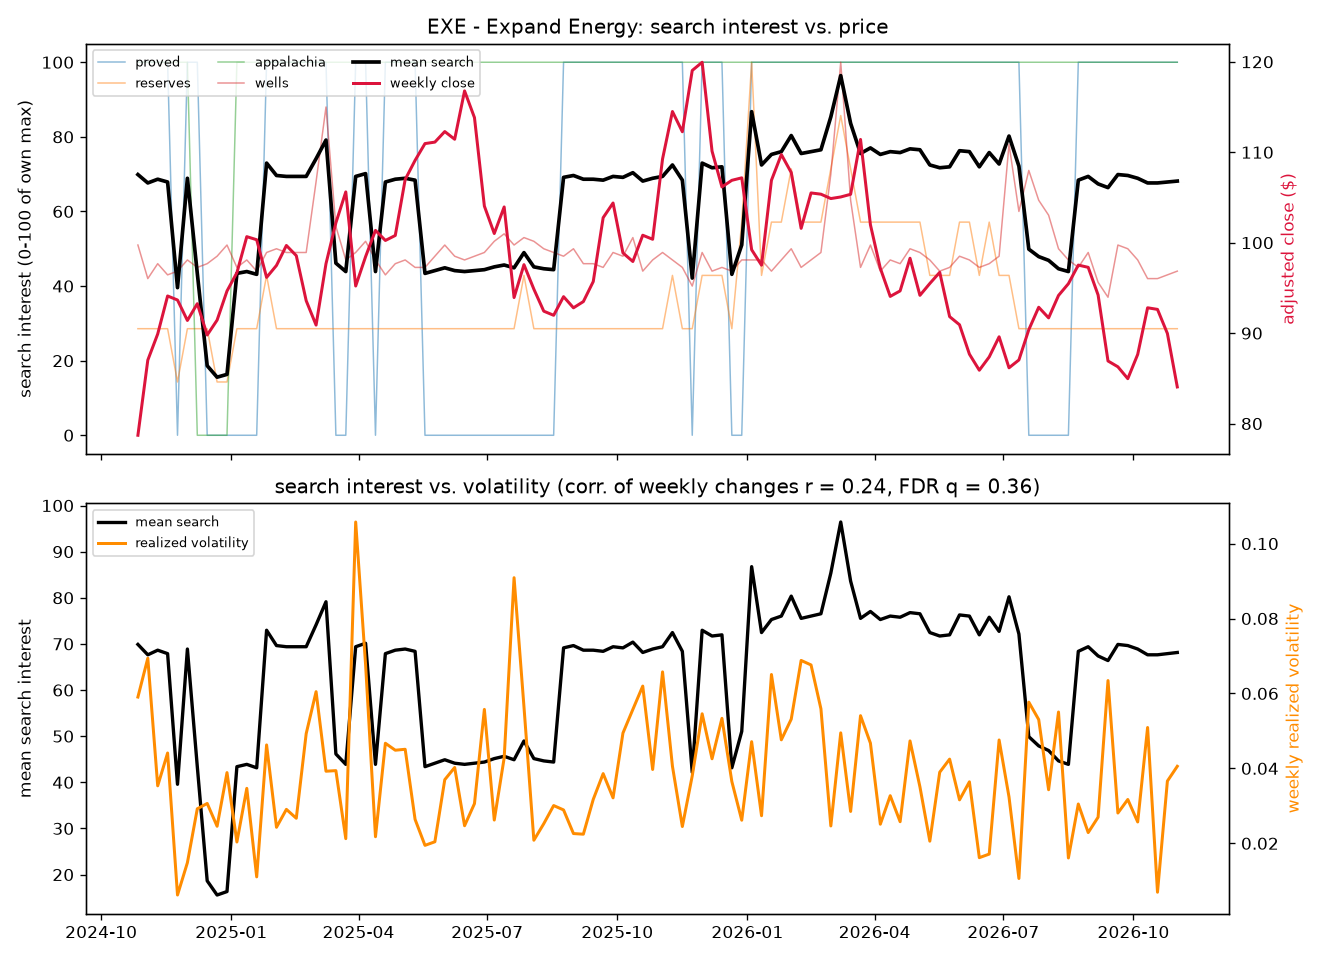 EXE - Expand Energy: search interest vs. price
proved
reserves
appalachia
wells
mean search
weekly close
search interest (0-100 of own max)
100
80
60
40
20
0
adjusted close ($)
120
110
100
90
80
search interest vs. volatility (corr. of weekly changes r = 0.24, FDR q = 0.36)
mean search
realized volatility
mean search interest
100
90
80
70
60
50
40
30
20
weekly realized volatility
0.10
0.08
0.06
0.04
0.02
2024-10
2025-01
2025-04
2025-07
2025-10
2026-01
2026-04
2026-07
2026-10